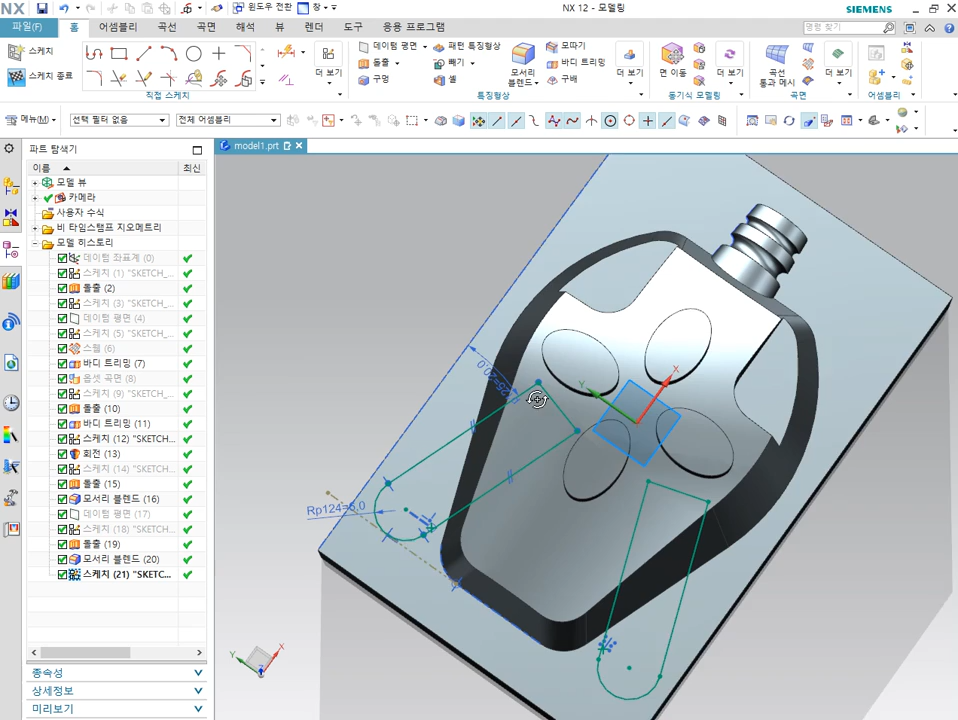 NX
윈도우 전환
창
NX 12 - 모델링
SIEMENS
파일(F)
홈
어셈블리
곡선
곡면
해석
뷰
렌더
도구
응용 프로그램
명령 찾기
스케치
스케치 종료
더 보기
직접 스케치
데이텀 평면
돌출
구멍
패턴 특징형상
빼기
셸
모서리 블렌드
모따기
바디 트리밍
구배
더 보기
특징형상
면 이동
더 보기
동기식 모델링
곡선 통과 메시
더 보기
곡면
어셈블리
메뉴(M)
선택 필터 없음
전체 어셈블리
파트 탐색기
model1.prt
이름
최신
모델 뷰
카메라
사용자 수식
비 타임스탬프 지오메트리
모델 히스토리
데이텀 좌표계 (0)
스케치 (1) "SKETCH_...
돌출 (2)
스케치 (3) "SKETCH_...
데이텀 평면 (4)
스케치 (5) "SKETCH_...
스웹 (6)
바디 트리밍 (7)
옵셋 곡면 (8)
스케치 (9) "SKETCH_...
돌출 (10)
바디 트리밍 (11)
스케치 (12) "SKETC...
회전 (13)
스케치 (14) "SKETC...
돌출 (15)
모서리 블렌드 (16)
데이텀 평면 (17)
스케치 (18) "SKETC...
돌출 (19)
모서리 블렌드 (20)
스케치 (21) "SKETC...
종속성
상세정보
미리보기
Rp124=5.0
X
Y
X
Y
Z